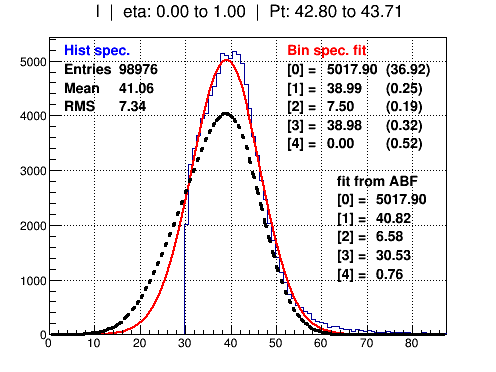 I | eta: 0.00 to 1.00 | Pt: 42.80 to 43.71
Hist spec.
Entries 98976
Mean 41.06
RMS 7.34
Bin spec. fit
[0] = 5017.90 (36.92)
[1] = 38.99 (0.25)
[2] = 7.50 (0.19)
[3] = 38.98 (0.32)
[4] = 0.00 (0.52)
fit from ABF
[0] = 5017.90
[1] = 40.82
[2] = 6.58
[3] = 30.53
[4] = 0.76
5000
4000
3000
2000
1000
0
0 10 20 30 40 50 60 70 80